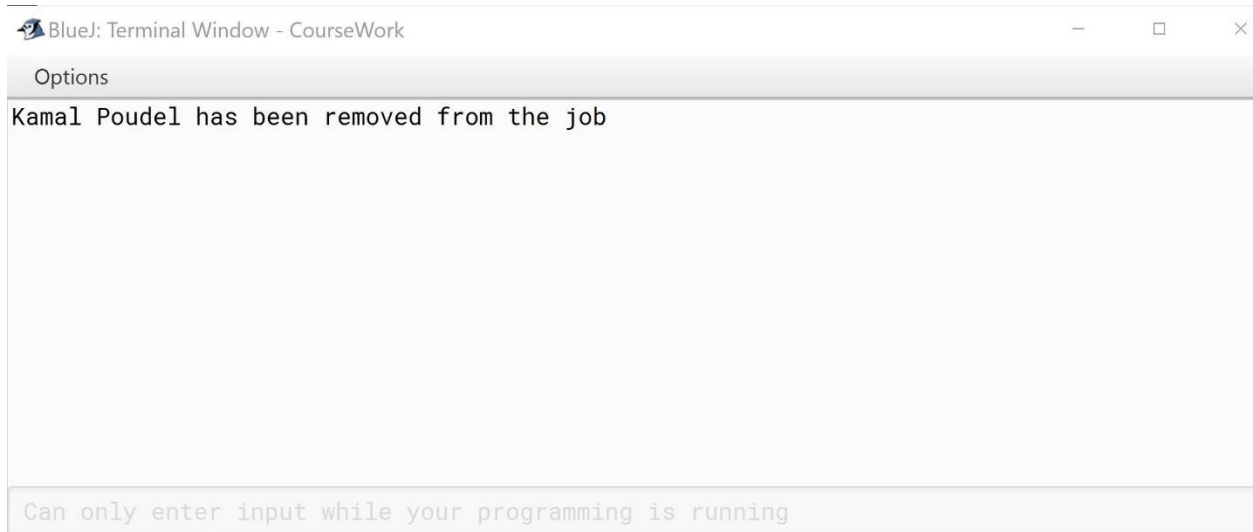 BlueJ: Terminal Window - CourseWork
Options
Kamal Poudel has been removed from the job
Can only enter input while your programming is running